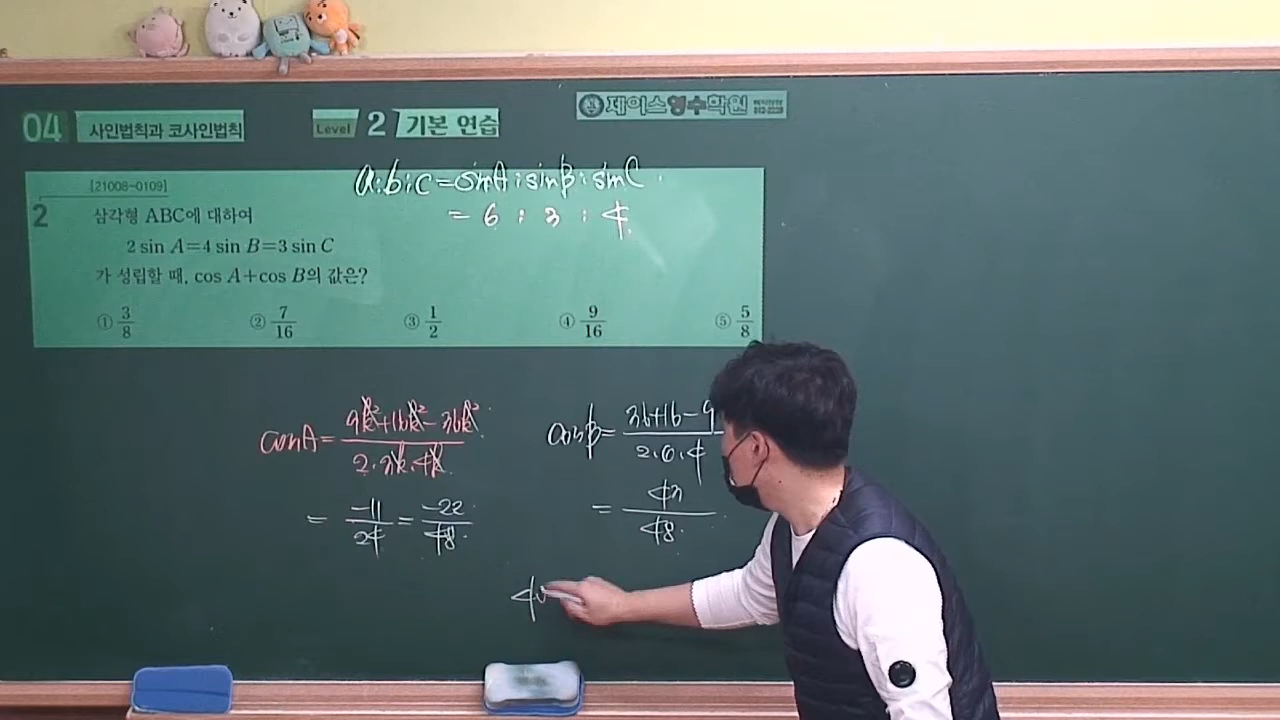 제이스영수학원
04 사인법칙과 코사인법칙 Level 2 기본 연습
[21008-0109]
2 삼각형 ABC에 대하여
2 sin A=4 sin B=3 sin C
가 성립할 때, cos A+cos B의 값은?
① 3/8 ② 7/16 ③ 1/2 ④ 9/16 ⑤ 5/8
a:b:c=sinA:sinB:sinC
= 6 : 3 : 4
cosA= (9k²+16k²-36k²)/(2·3k·4k)
= -11/24 = -22/48
cosB= (36+16-9)/(2·6·4)
= 43/48